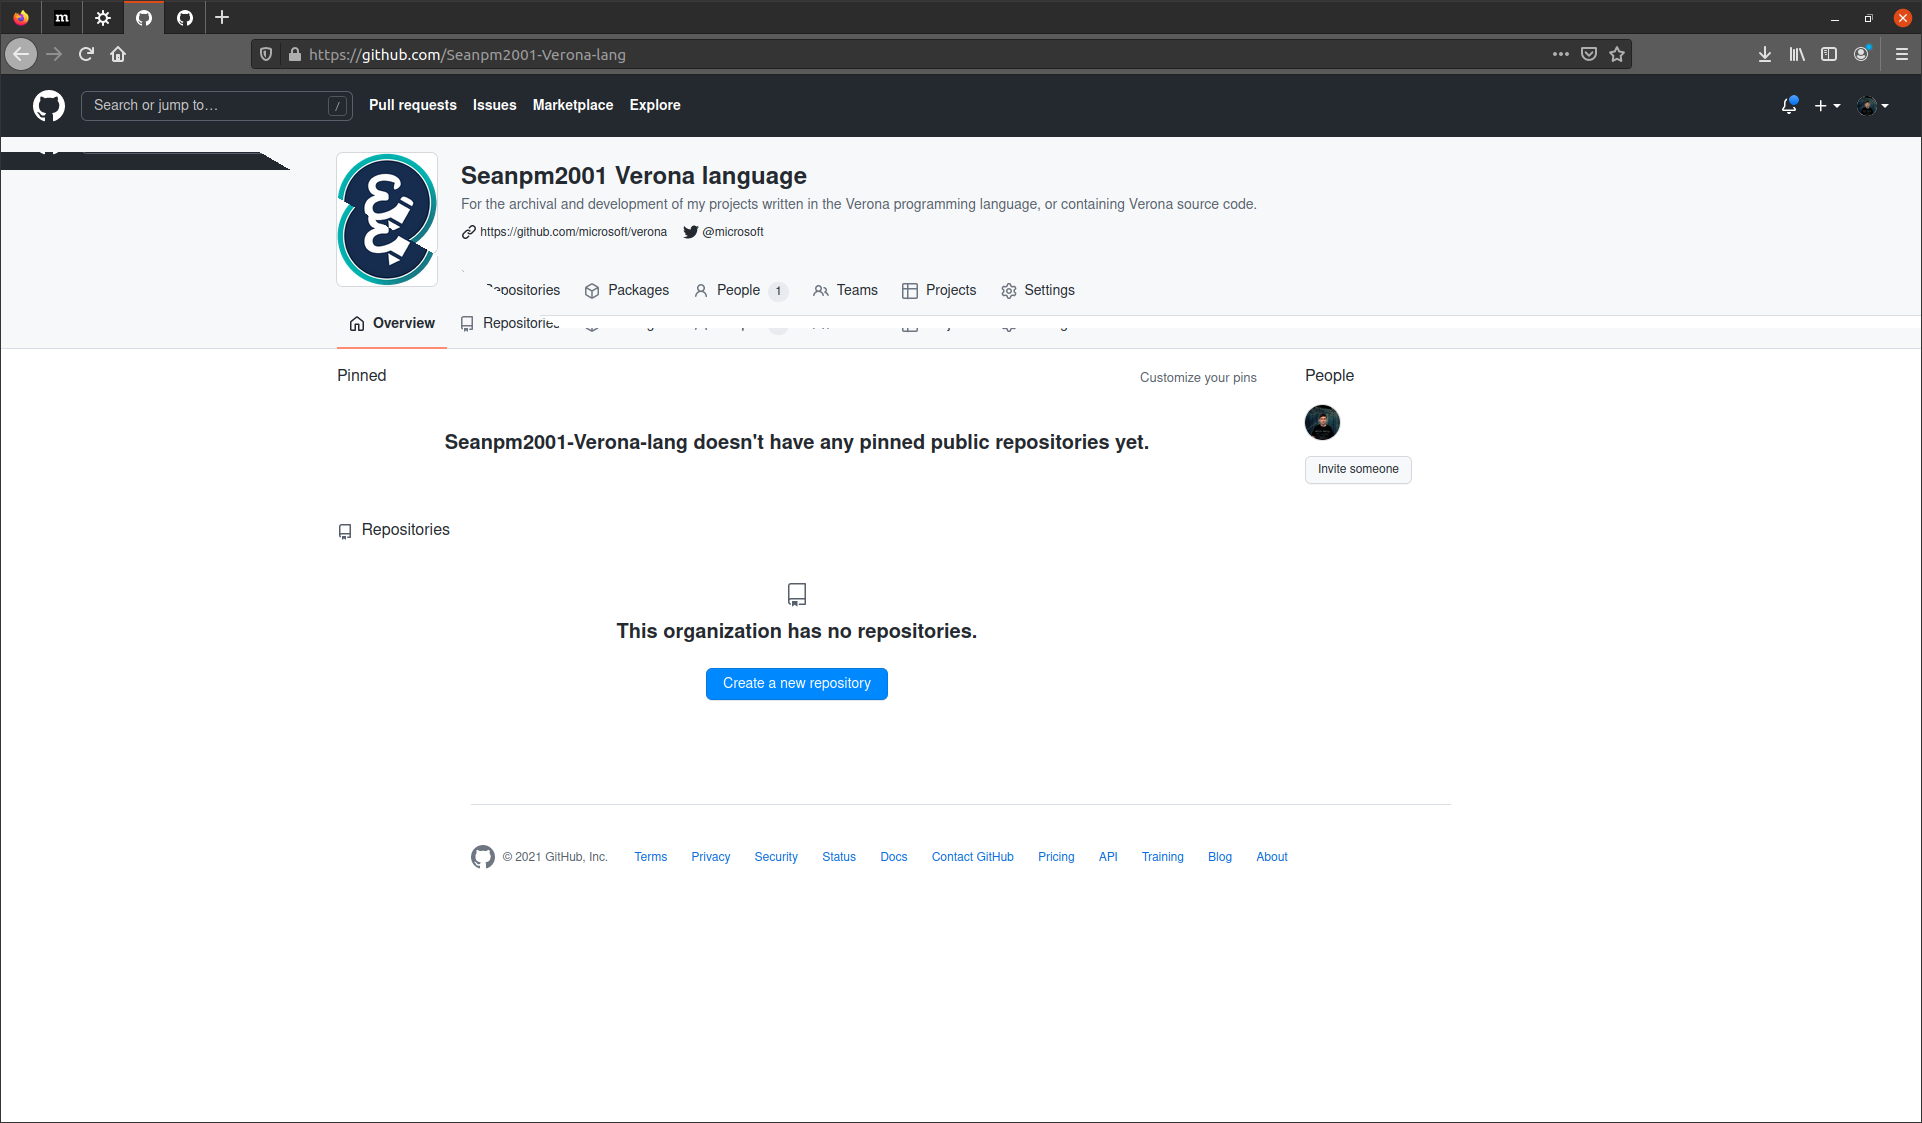 m
https://github.com/Seanpm2001-Verona-lang
Search or jump to… /
Pull requests Issues Marketplace Explore
Seanpm2001 Verona language
For the archival and development of my projects written in the Verona programming language, or containing Verona source code.
https://github.com/microsoft/verona @microsoft
Repositories Packages People 1 Teams Projects Settings
Overview Repositories
Pinned Customize your pins People
Seanpm2001-Verona-lang doesn't have any pinned public repositories yet.
Invite someone
Repositories
This organization has no repositories.
Create a new repository
© 2021 GitHub, Inc. Terms Privacy Security Status Docs Contact GitHub Pricing API Training Blog About